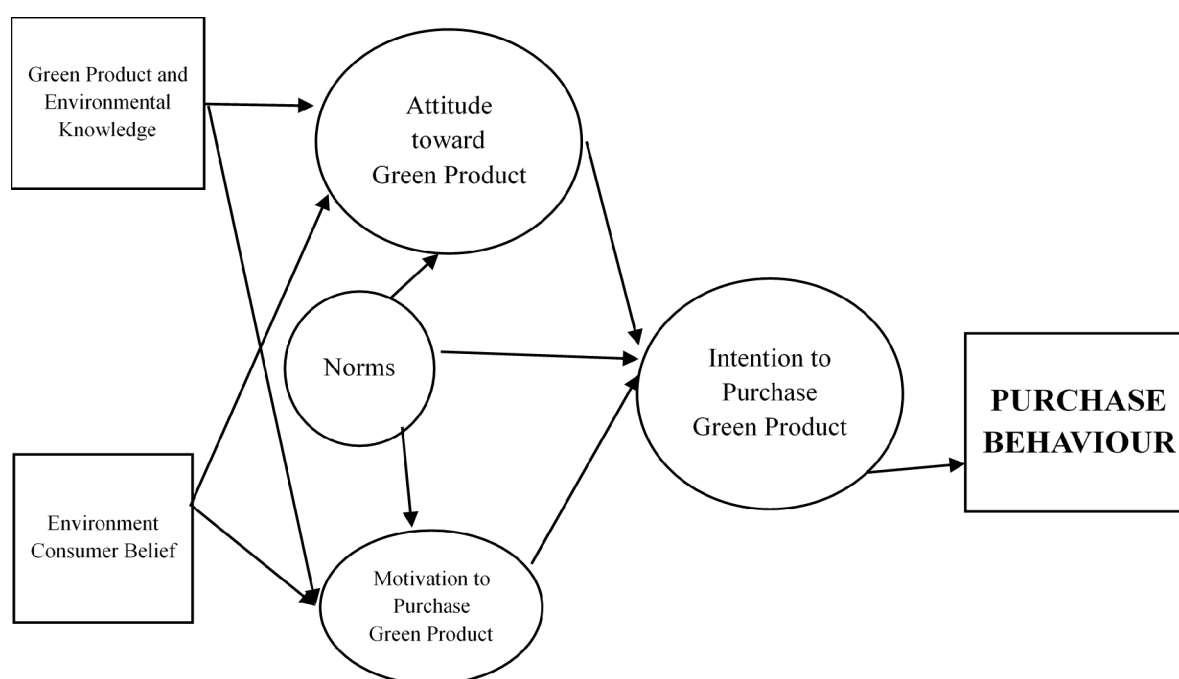 Green Product and
Environmental
Knowledge
Attitude
toward
Green Product
Norms
Intention to
Purchase
Green Product
PURCHASE
BEHAVIOUR
Environment
Consumer Belief
Motivation to
Purchase
Green Product